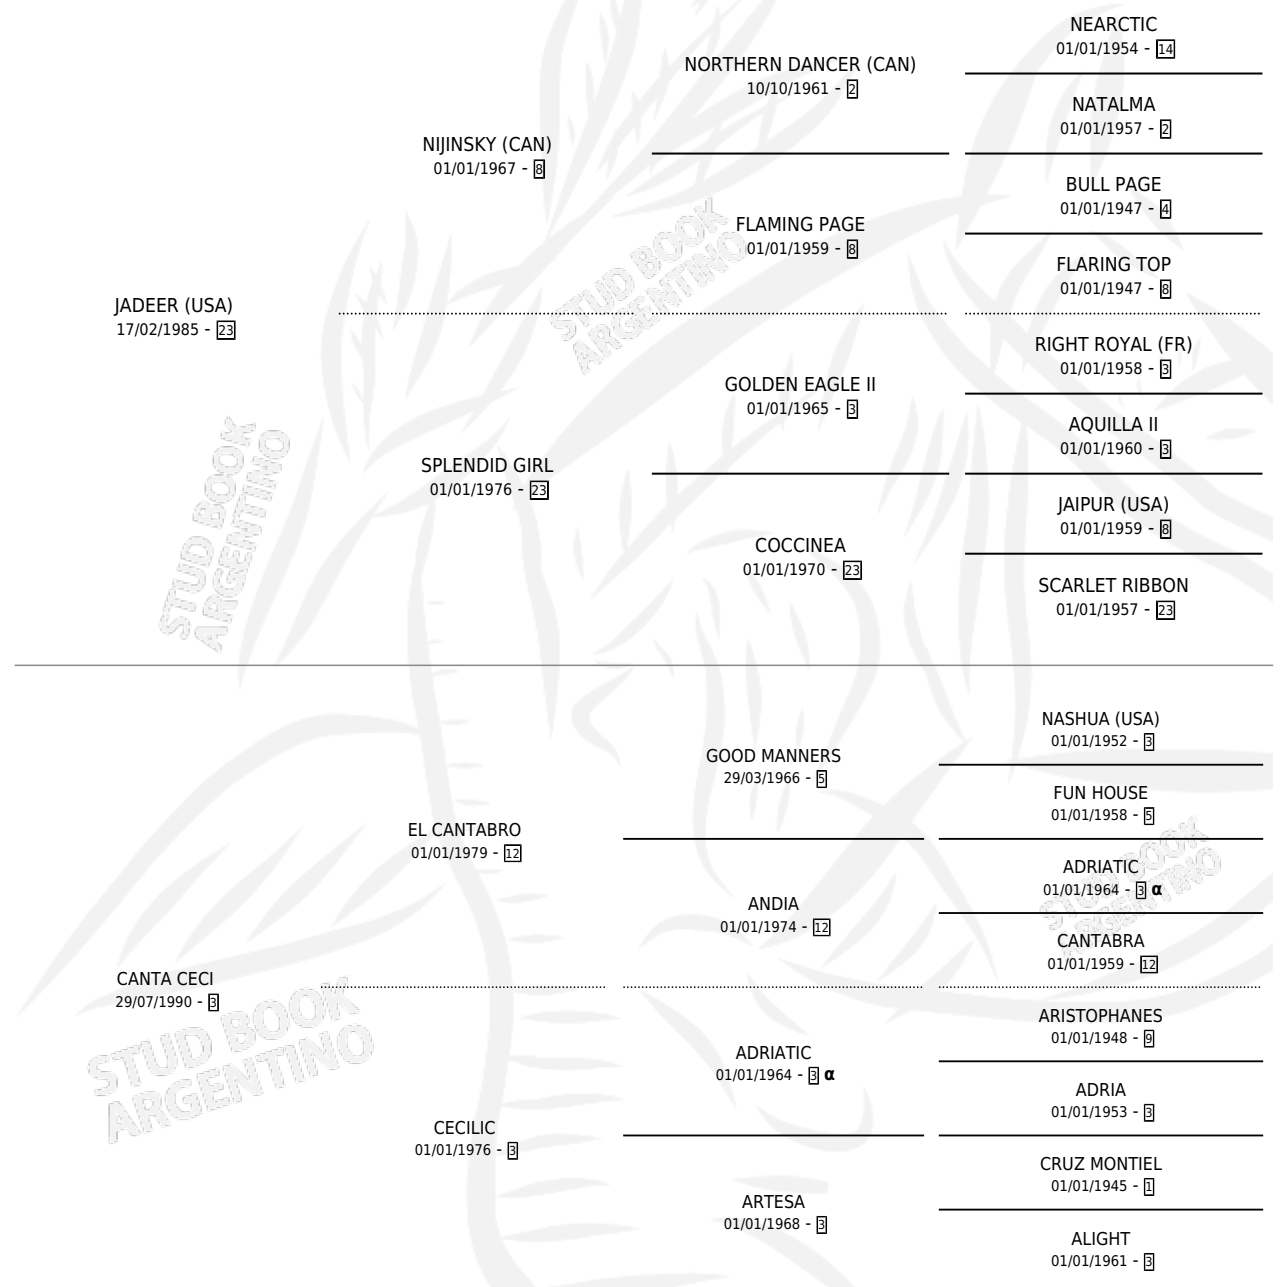 NEARCTIC
01/01/1954 - 14
NORTHERN DANCER (CAN)
10/10/1961 - 2
NATALMA
01/01/1957 - 2
NIJINSKY (CAN)
01/01/1967 - 8
BULL PAGE
01/01/1947 - 4
FLAMING PAGE
01/01/1959 - 8
FLARING TOP
01/01/1947 - 8
STUD BOOK
ARGENTINO
JADEER (USA)
17/02/1985 - 23
RIGHT ROYAL (FR)
01/01/1958 - 3
GOLDEN EAGLE II
01/01/1965 - 3
AQUILLA II
01/01/1960 - 3
SPLENDID GIRL
01/01/1976 - 23
JAIPUR (USA)
01/01/1959 - 8
COCCINEA
01/01/1970 - 23
SCARLET RIBBON
01/01/1957 - 23
STUD BOOK
ARGENTINO
NASHUA (USA)
01/01/1952 - 3
GOOD MANNERS
29/03/1966 - 5
FUN HOUSE
01/01/1958 - 5
EL CANTABRO
01/01/1979 - 12
ADRIATIC
01/01/1964 - 3 α
ANDIA
01/01/1974 - 12
CANTABRA
01/01/1959 - 12
STUD BOOK
ARGENTINO
CANTA CECI
29/07/1990 - 3
ARISTOPHANES
01/01/1948 - 9
ADRIATIC
01/01/1964 - 3 α
ADRIA
01/01/1953 - 3
CECILIC
01/01/1976 - 3
CRUZ MONTIEL
01/01/1945 - 1
ARTESA
01/01/1968 - 3
ALIGHT
01/01/1961 - 3
STUD BOOK
ARGENTINO